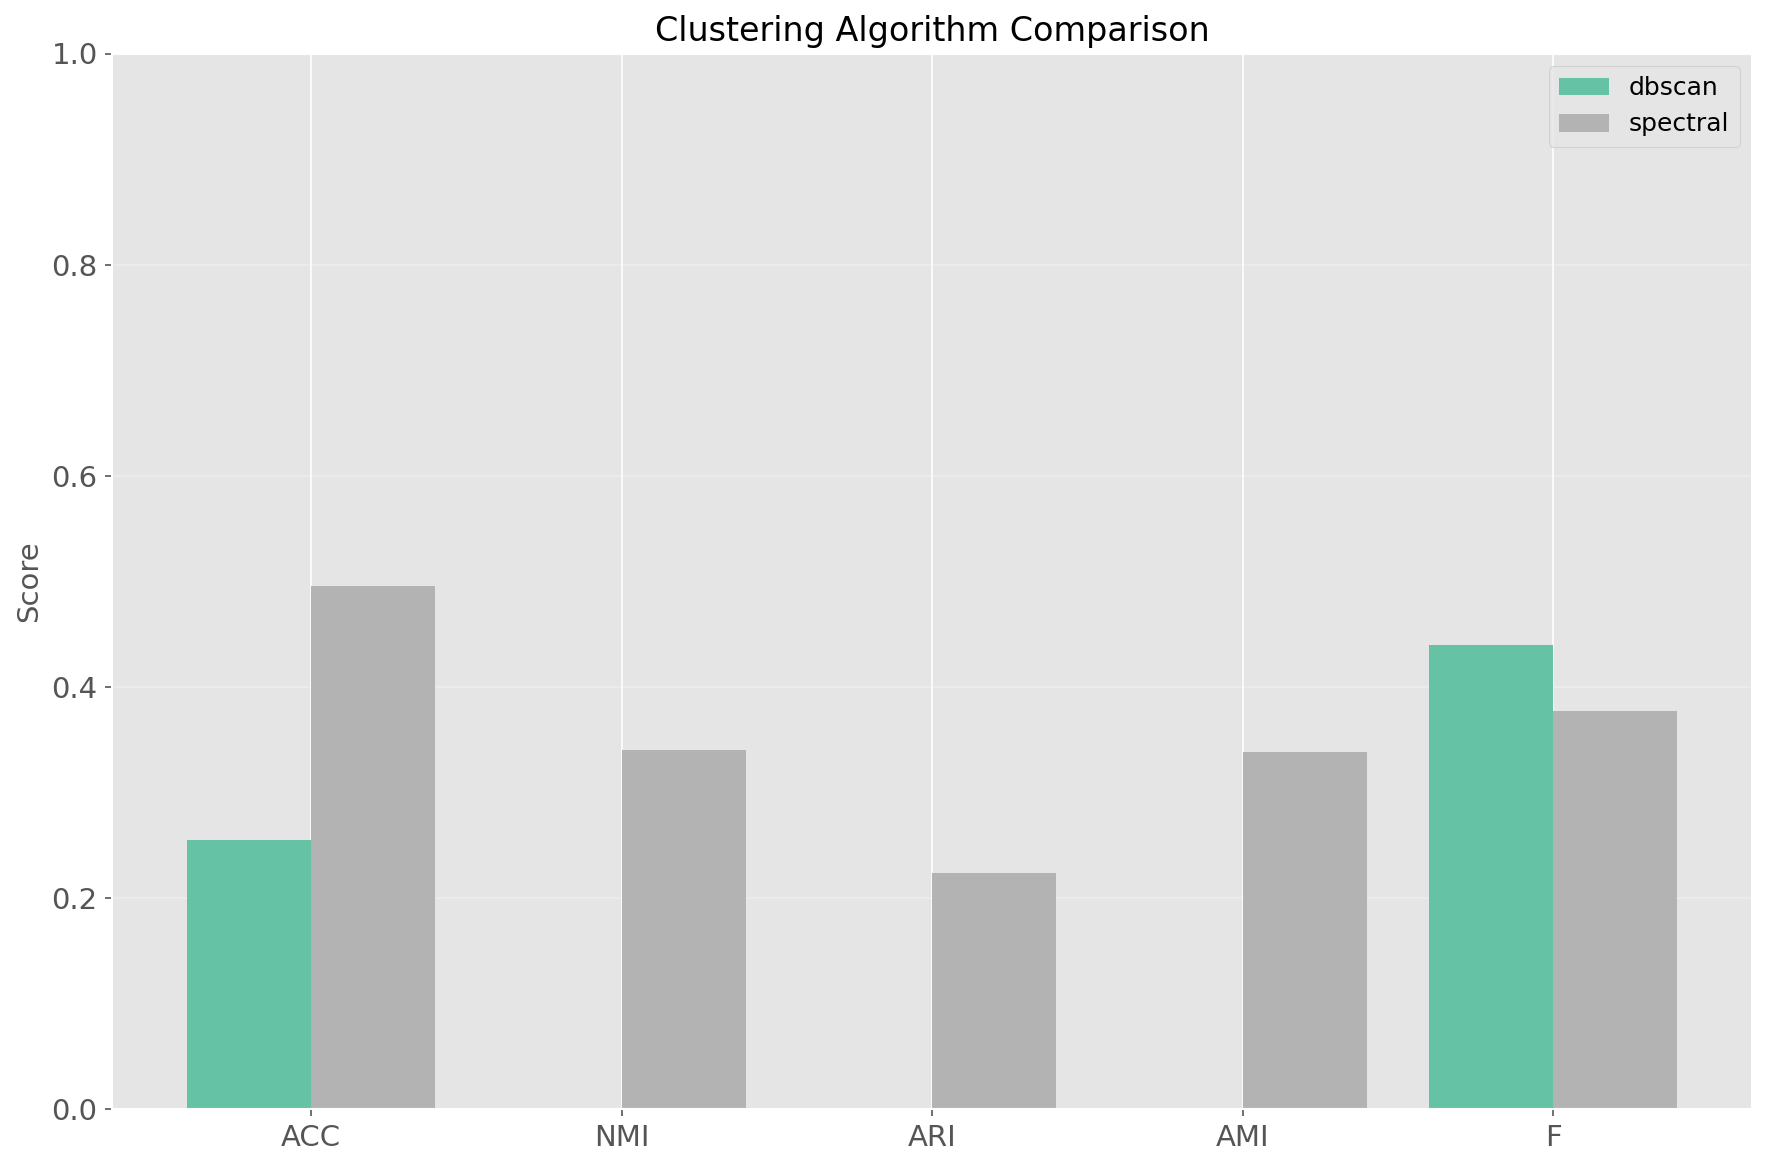 Clustering Algorithm Comparison
1.0
0.8
0.6
0.4
0.2
0.0
Score
dbscan
spectral
ACC NMI ARI AMI F